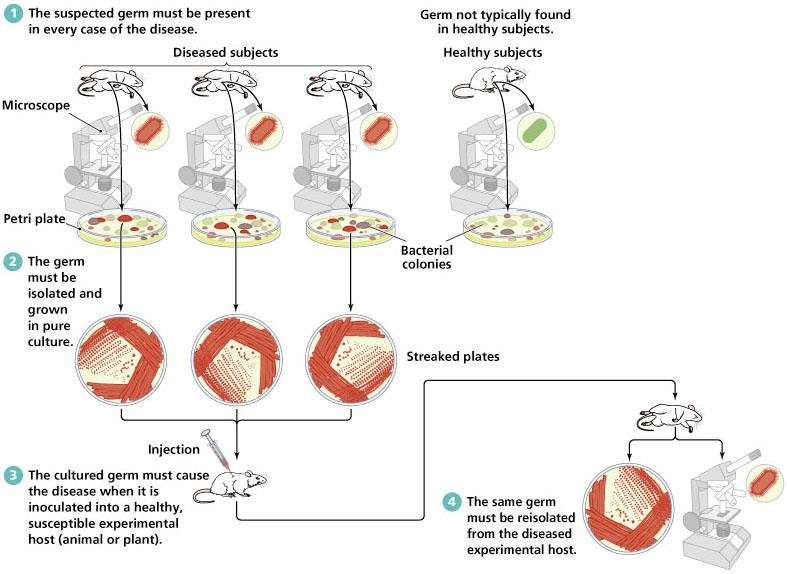 1 The suspected germ must be present
in every case of the disease.
Germ not typically found
in healthy subjects.
Diseased subjects
Healthy subjects
Microscope
Petri plate
Bacterial
colonies
2 The germ
must be
isolated and
grown
in pure
culture.
Streaked plates
Injection
3 The cultured germ must cause
the disease when it is
inoculated into a healthy,
susceptible experimental
host (animal or plant).
4 The same germ
must be reisolated
from the diseased
experimental host.